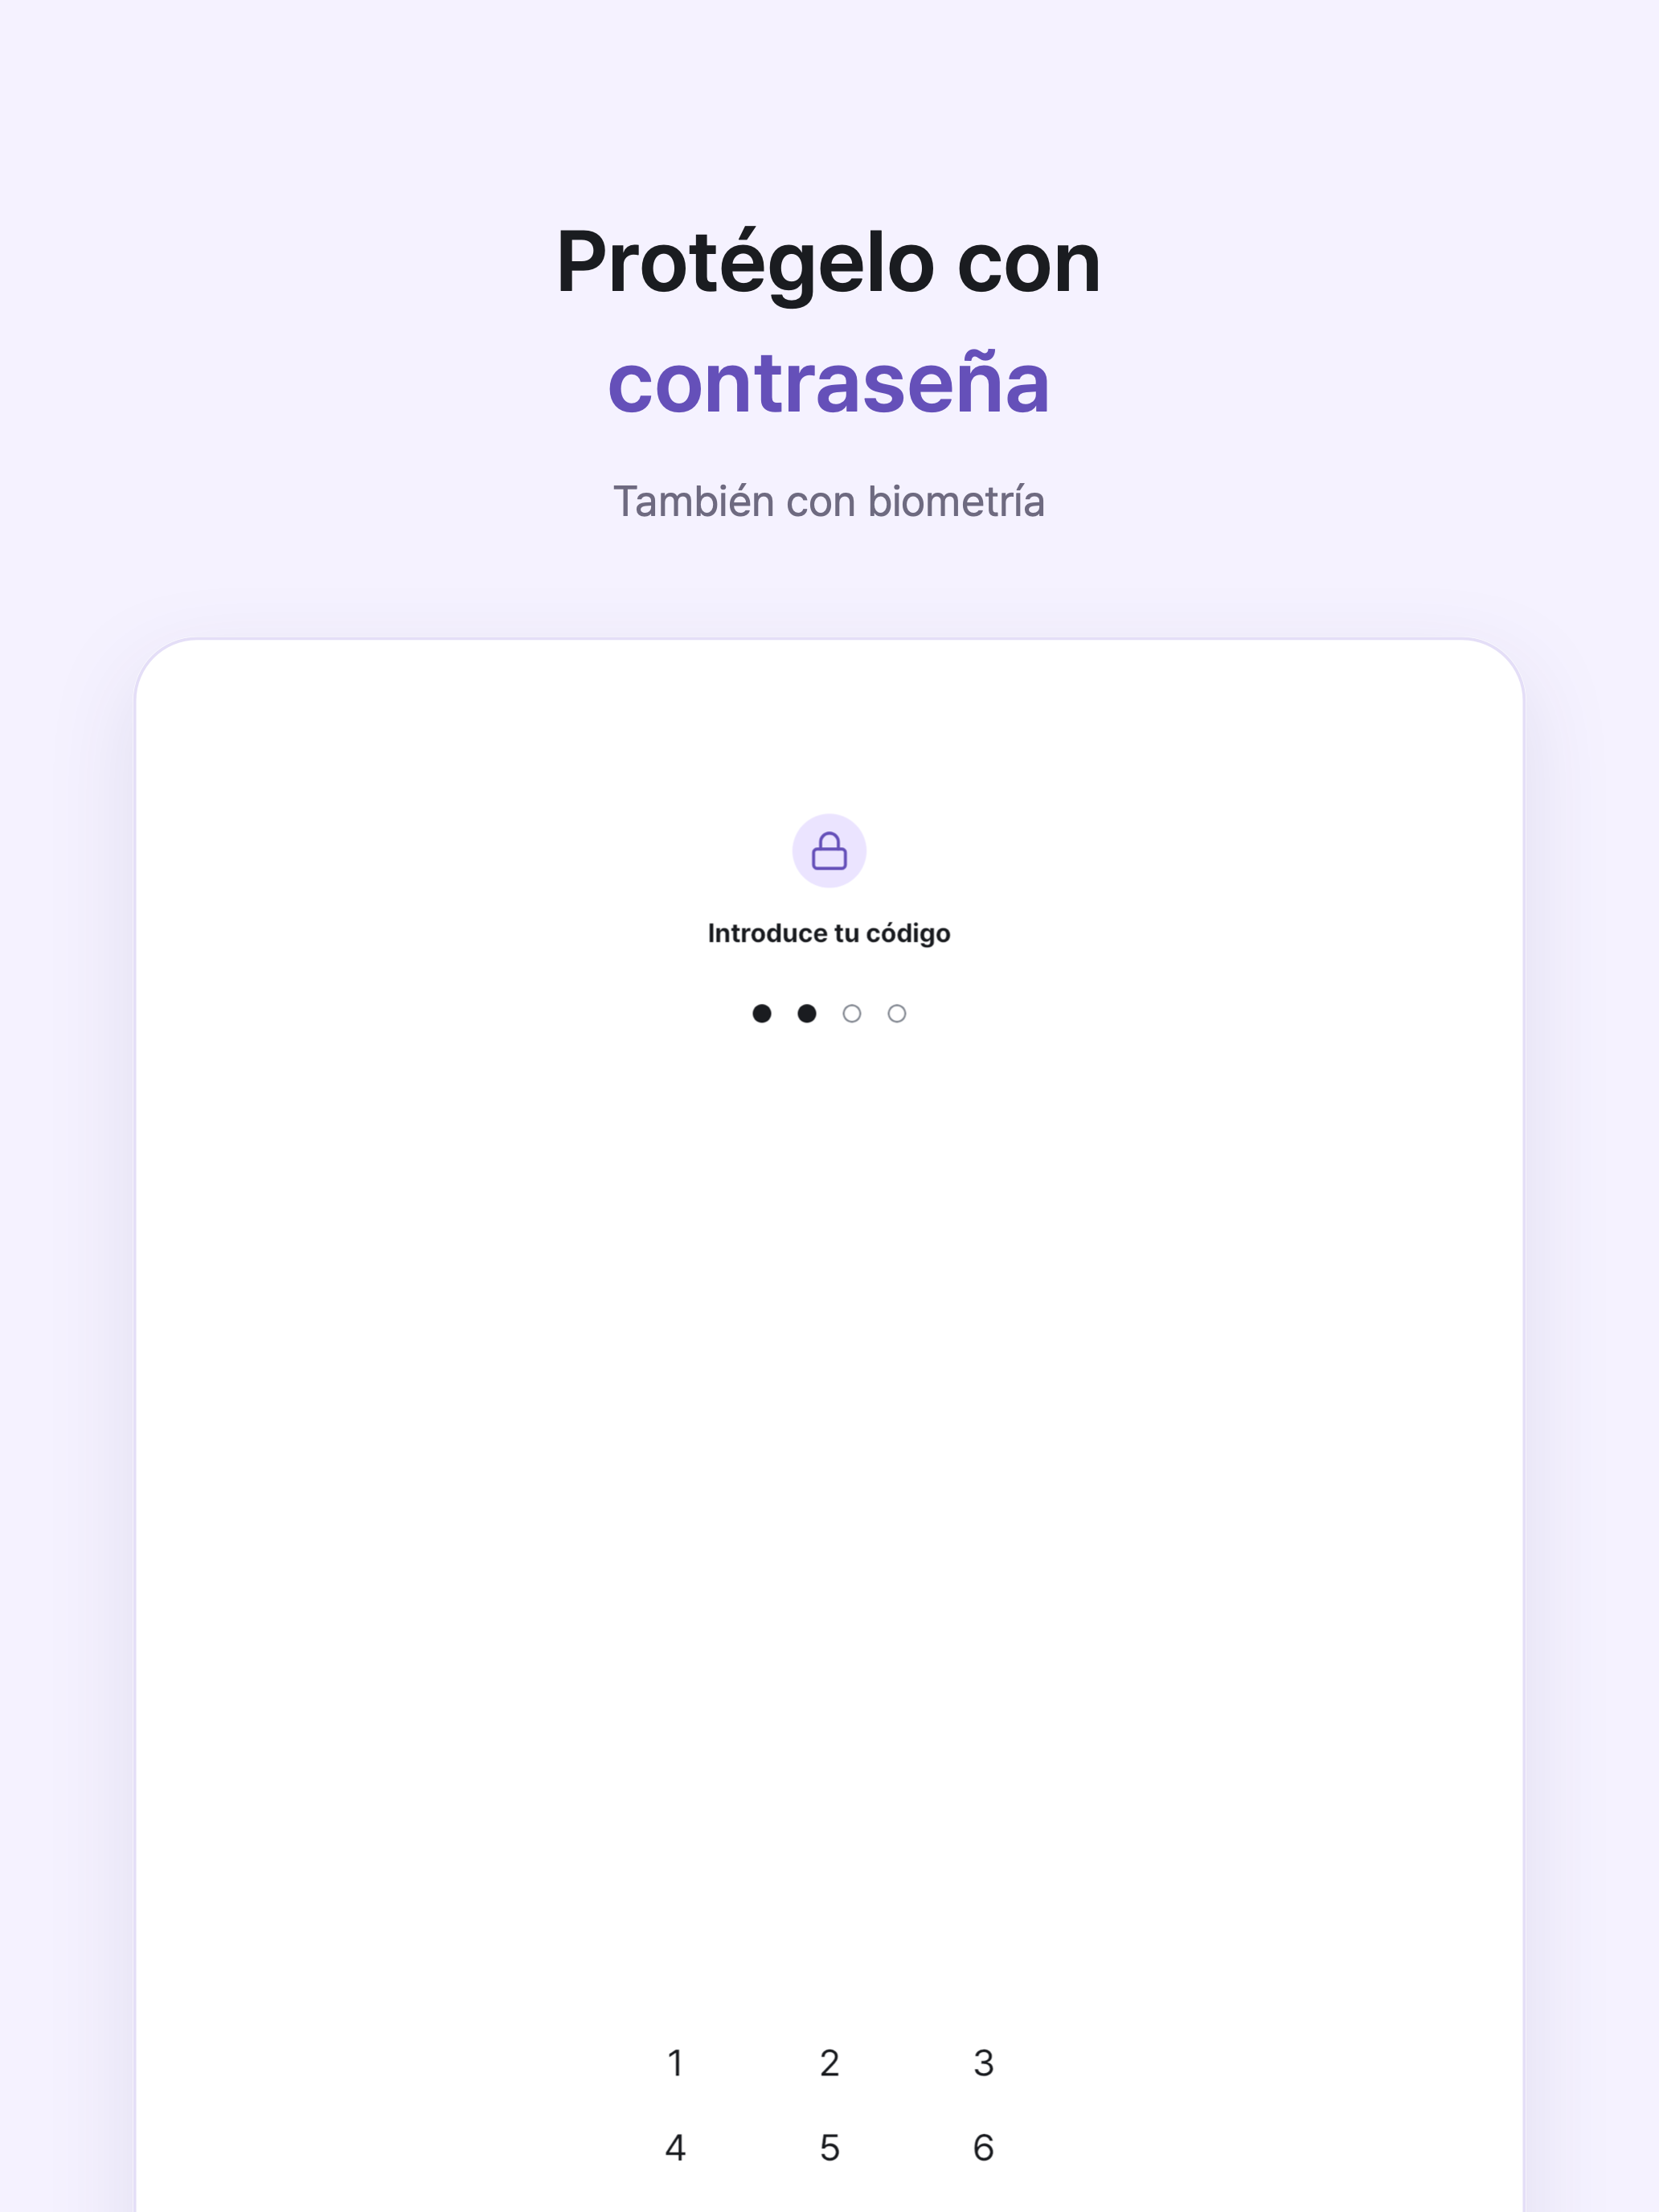 Protégelo con
contraseña
También con biometría
Introduce tu código
1 2 3
4 5 6